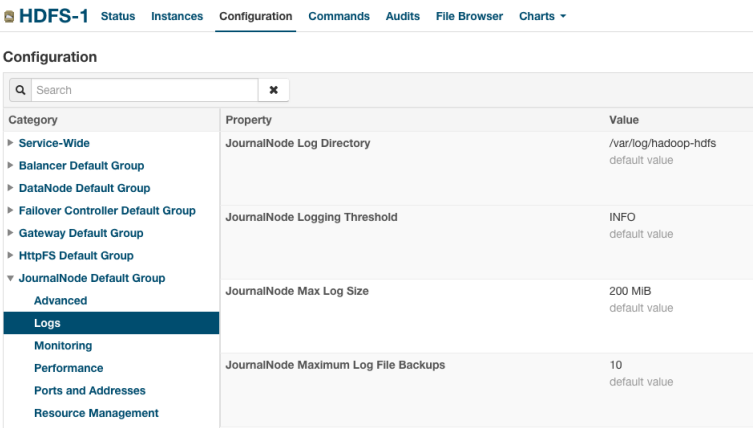 HDFS-1 Status Instances Configuration Commands Audits File Browser Charts
Configuration
Search
Category Property Value
Service-Wide
Balancer Default Group
DataNode Default Group
Failover Controller Default Group
Gateway Default Group
HttpFS Default Group
JournalNode Default Group
Advanced
Logs
Monitoring
Performance
Ports and Addresses
Resource Management
JournalNode Log Directory /var/log/hadoop-hdfs
default value
JournalNode Logging Threshold INFO
default value
JournalNode Max Log Size 200 MiB
default value
JournalNode Maximum Log File Backups 10
default value